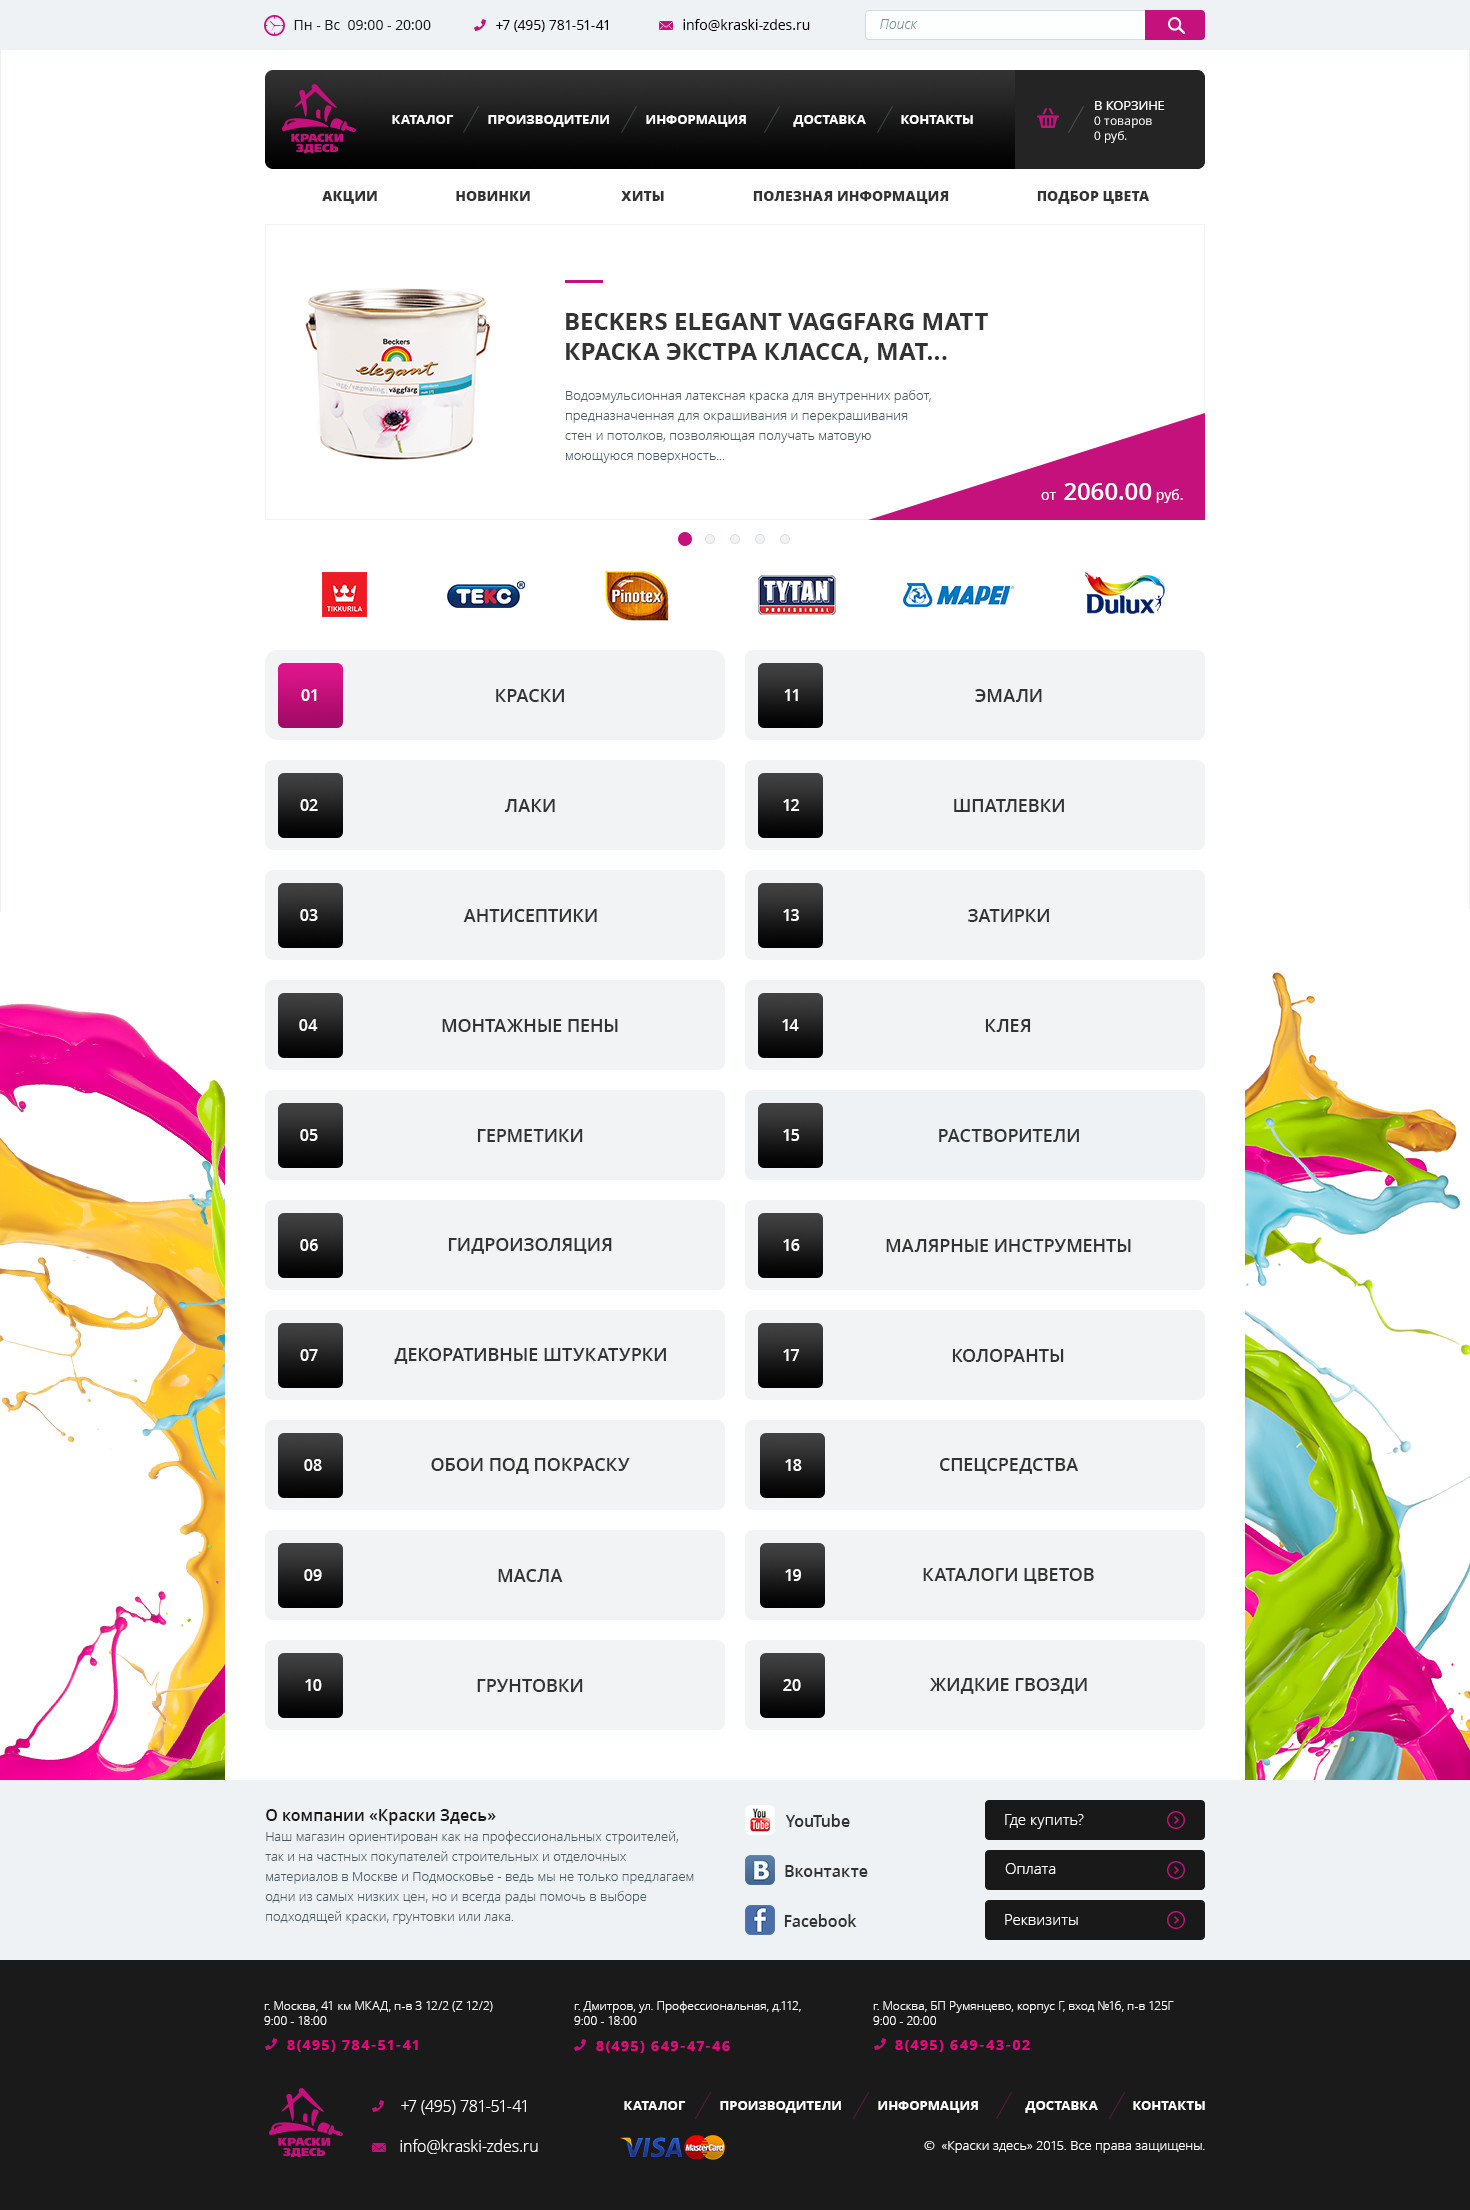 Пн - Вс 09:00 - 20:00
+7 (495) 781-51-41
info@kraski-zdes.ru
Поиск
КРАСКИ
ЗДЕСЬ
КАТАЛОГ
ПРОИЗВОДИТЕЛИ
ИНФОРМАЦИЯ
ДОСТАВКА
КОНТАКТЫ
В КОРЗИНЕ
0 товаров
0 руб.
АКЦИИ
НОВИНКИ
ХИТЫ
ПОЛЕЗНАЯ ИНФОРМАЦИЯ
ПОДБОР ЦВЕТА
Beckers
elegant
väggfärg
BECKERS ELEGANT VAGGFARG MATT
КРАСКА ЭКСТРА КЛАССА, МАТ...
Водоэмульсионная латексная краска для внутренних работ,
предназначенная для окрашивания и перекрашивания
стен и потолков, позволяющая получать матовую
моющуюся поверхность...
от 2060.00 руб.
TIKKURILA
ТЕКС®
Pinotex
TYTAN
PROFESSIONAL
MAPEI
Dulux
01 КРАСКИ
11 ЭМАЛИ
02 ЛАКИ
12 ШПАТЛЕВКИ
03 АНТИСЕПТИКИ
13 ЗАТИРКИ
04 МОНТАЖНЫЕ ПЕНЫ
14 КЛЕЯ
05 ГЕРМЕТИКИ
15 РАСТВОРИТЕЛИ
06 ГИДРОИЗОЛЯЦИЯ
16 МАЛЯРНЫЕ ИНСТРУМЕНТЫ
07 ДЕКОРАТИВНЫЕ ШТУКАТУРКИ
17 КОЛОРАНТЫ
08 ОБОИ ПОД ПОКРАСКУ
18 СПЕЦСРЕДСТВА
09 МАСЛА
19 КАТАЛОГИ ЦВЕТОВ
10 ГРУНТОВКИ
20 ЖИДКИЕ ГВОЗДИ
О компании «Краски Здесь»
Наш магазин ориентирован как на профессиональных строителей,
так и на частных покупателей строительных и отделочных
материалов в Москве и Подмосковье - ведь мы не только предлагаем
одни из самых низких цен, но и всегда рады помочь в выборе
подходящей краски, грунтовки или лака.
You
Tube
YouTube
В
Вконтакте
f
Facebook
Где купить?
Оплата
Реквизиты
г. Москва, 41 км МКАД, п-в З 12/2 (Z 12/2)
9:00 - 18:00
8(495) 784-51-41
г. Дмитров, ул. Профессиональная, д.112,
9:00 - 18:00
8(495) 649-47-46
г. Москва, БП Румянцево, корпус Г, вход №16, п-в 125Г
9:00 - 20:00
8(495) 649-43-02
КРАСКИ
ЗДЕСЬ
+7 (495) 781-51-41
info@kraski-zdes.ru
КАТАЛОГ
ПРОИЗВОДИТЕЛИ
ИНФОРМАЦИЯ
ДОСТАВКА
КОНТАКТЫ
VISA
MasterCard
© «Краски здесь» 2015. Все права защищены.